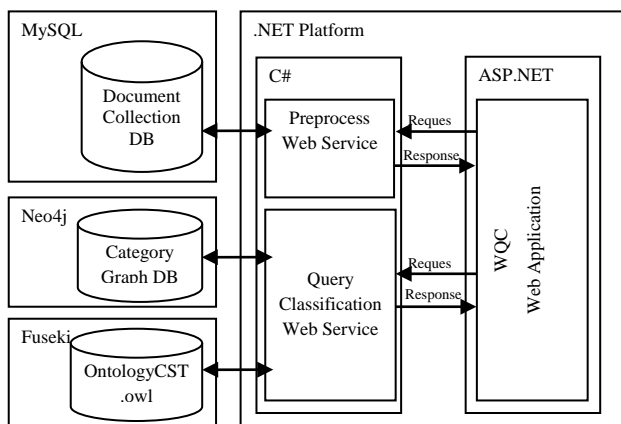 MySQL
Document
Collection
DB
.NET Platform
C#
Preprocess
Web Service
ASP.NET
Reques
Response
Neo4j
Category
Graph DB
Query
Classification
Web Service
Reques
Response
WQC
Web Application
Fuseki
OntologyCST
.owl